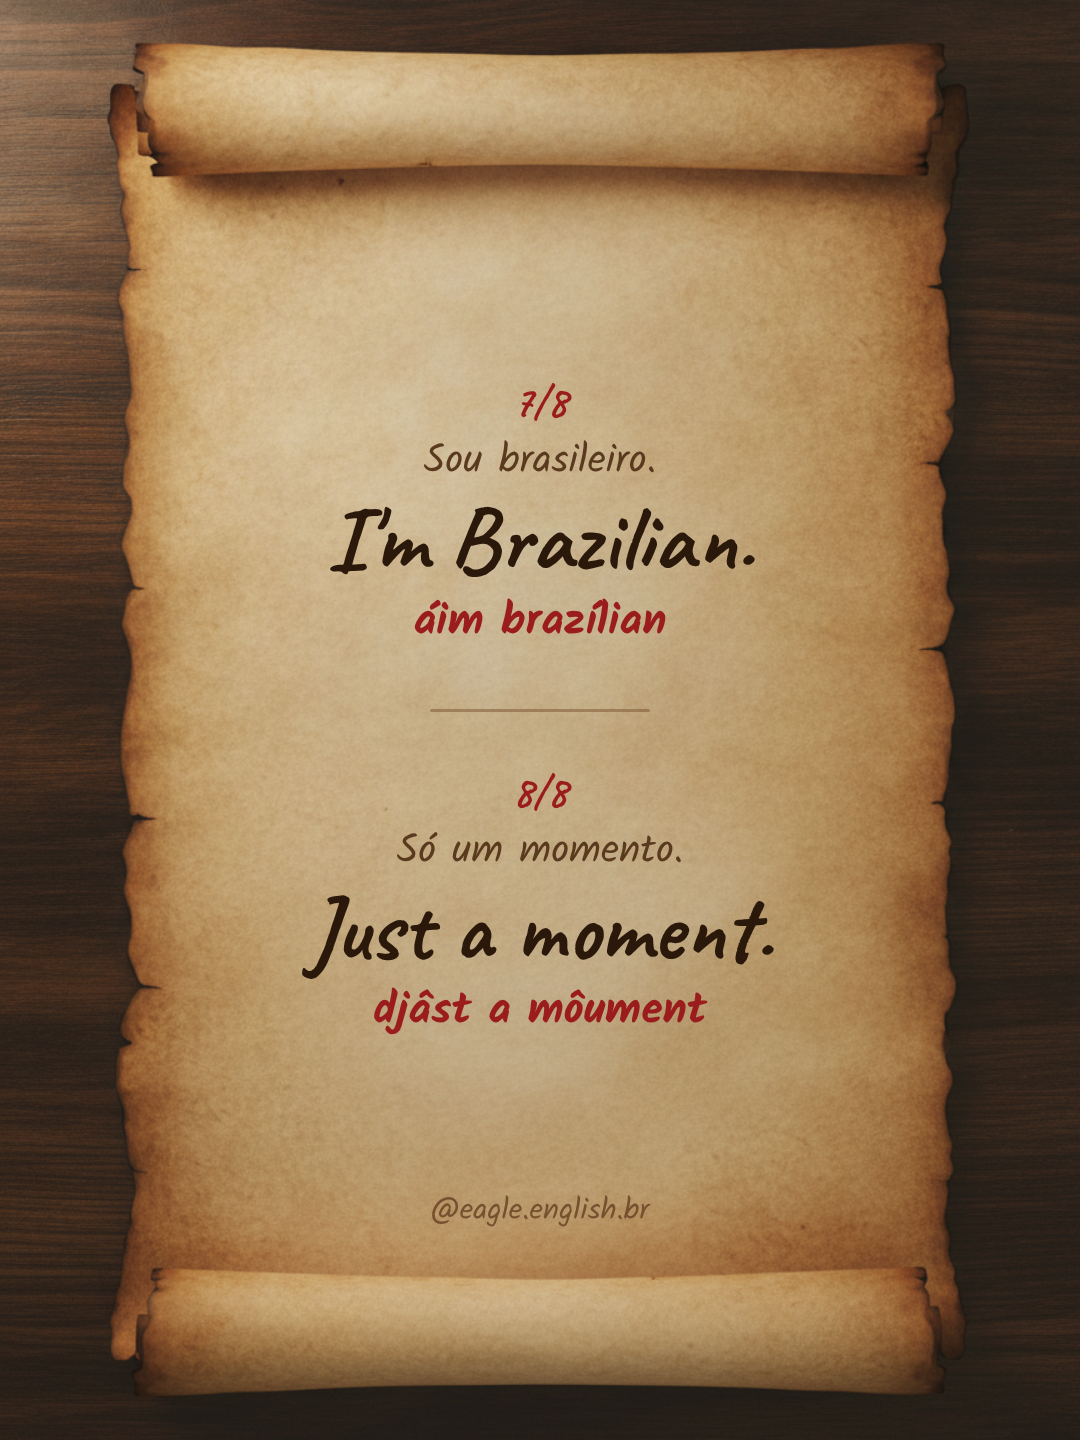 7/8
Sou brasileiro.
I'm Brazilian.
áim brazílian
8/8
Só um momento.
Just a moment.
djâst a môument
@eagle.english.br